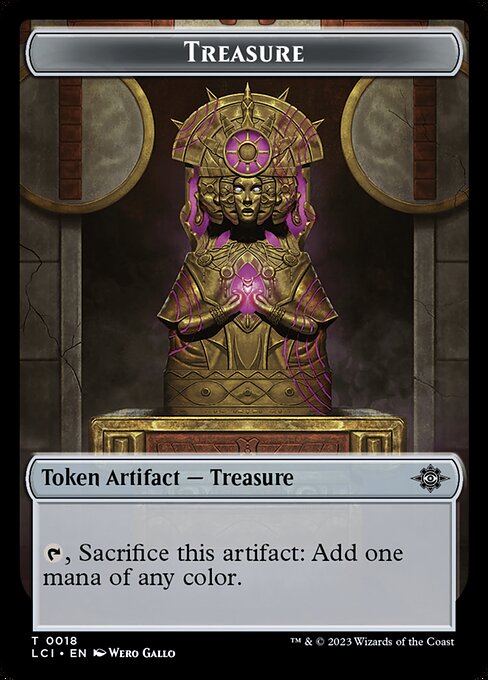 Treasure
Token Artifact — Treasure
, Sacrifice this artifact: Add one
mana of any color.
T 0018
LCI • EN Wero Gallo
™ & © 2023 Wizards of the Coast